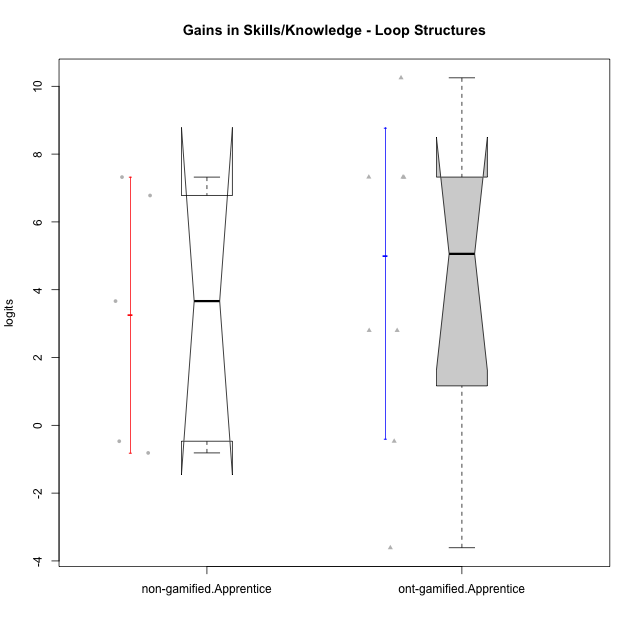 Gains in Skills/Knowledge - Loop Structures
logits
10
8
6
4
2
0
-2
-4
non-gamified.Apprentice
ont-gamified.Apprentice